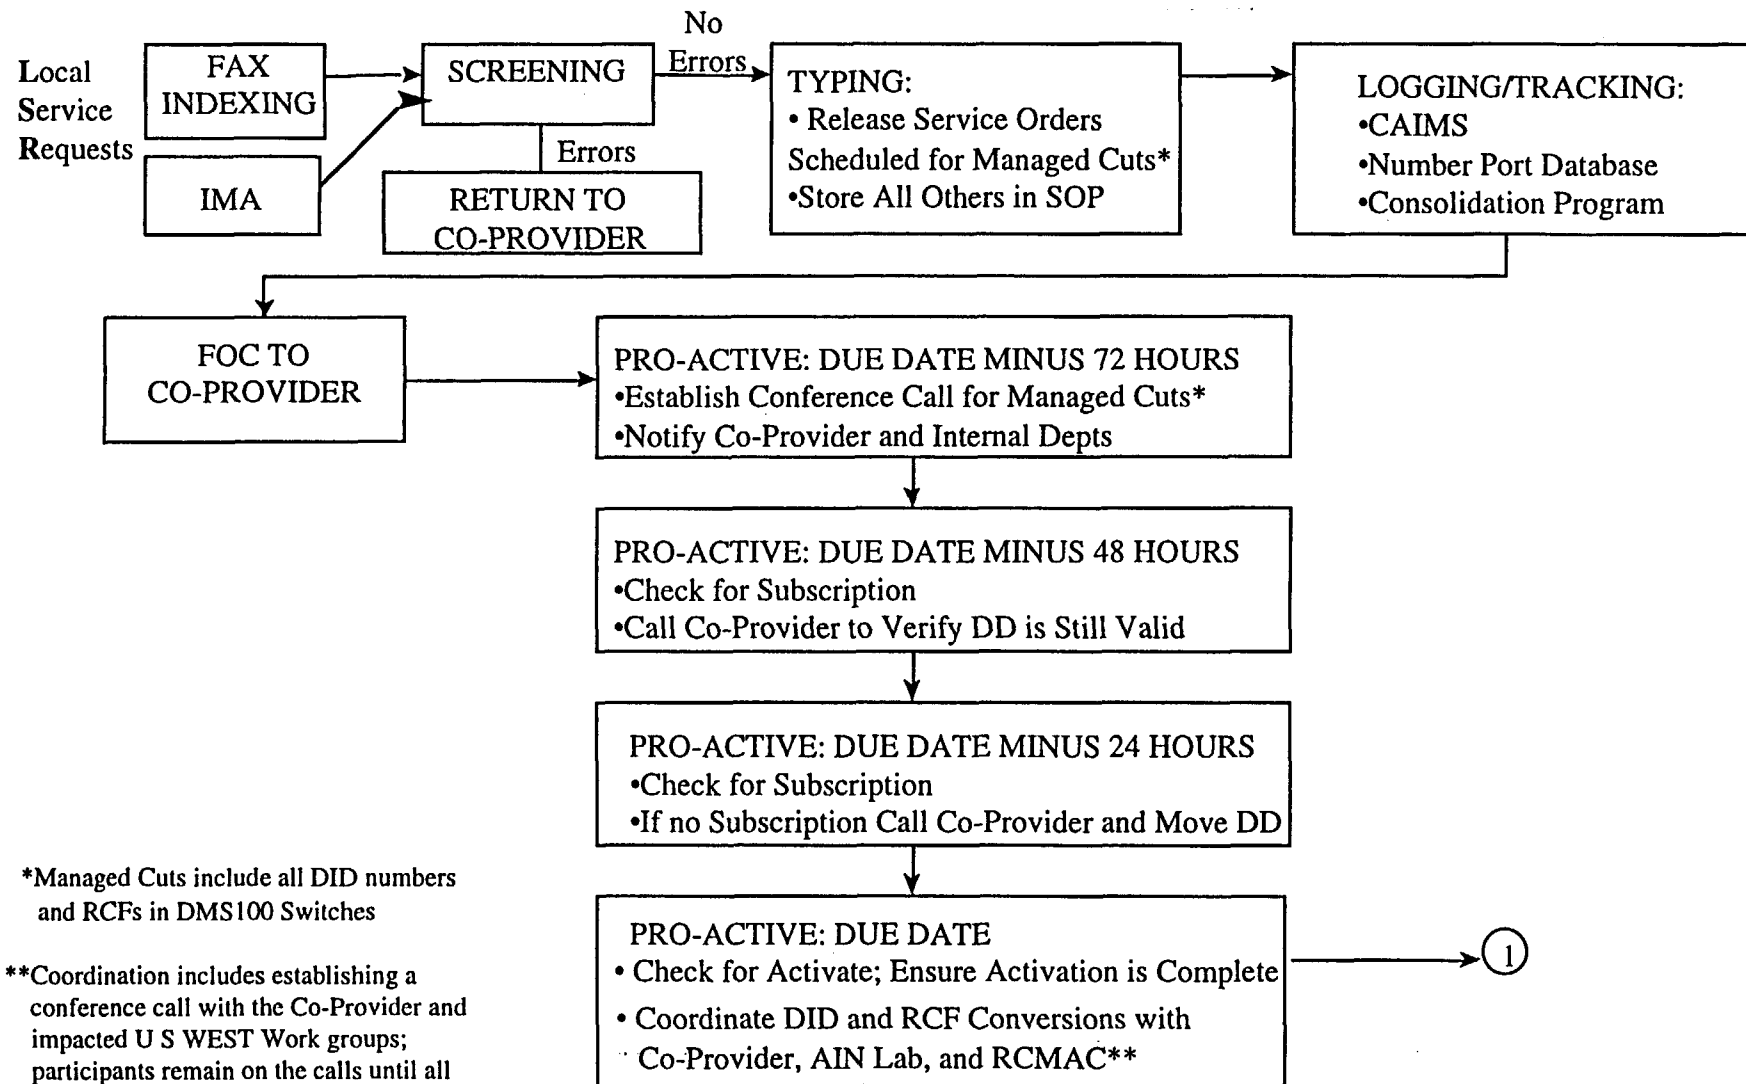 Local
Service
Requests
FAX
INDEXING
IMA
SCREENING
No
Errors
Errors
RETURN TO
CO-PROVIDER
TYPING:
• Release Service Orders
Scheduled for Managed Cuts*
•Store All Others in SOP
LOGGING/TRACKING:
•CAIMS
•Number Port Database
•Consolidation Program
FOC TO
CO-PROVIDER
PRO-ACTIVE: DUE DATE MINUS 72 HOURS
•Establish Conference Call for Managed Cuts*
•Notify Co-Provider and Internal Depts
PRO-ACTIVE: DUE DATE MINUS 48 HOURS
•Check for Subscription
•Call Co-Provider to Verify DD is Still Valid
PRO-ACTIVE: DUE DATE MINUS 24 HOURS
•Check for Subscription
•If no Subscription Call Co-Provider and Move DD
PRO-ACTIVE: DUE DATE
• Check for Activate; Ensure Activation is Complete
• Coordinate DID and RCF Conversions with
Co-Provider, AIN Lab, and RCMAC**
1
*Managed Cuts include all DID numbers
and RCFs in DMS100 Switches
**Coordination includes establishing a
conference call with the Co-Provider and
impacted U S WEST Work groups;
participants remain on the calls until all